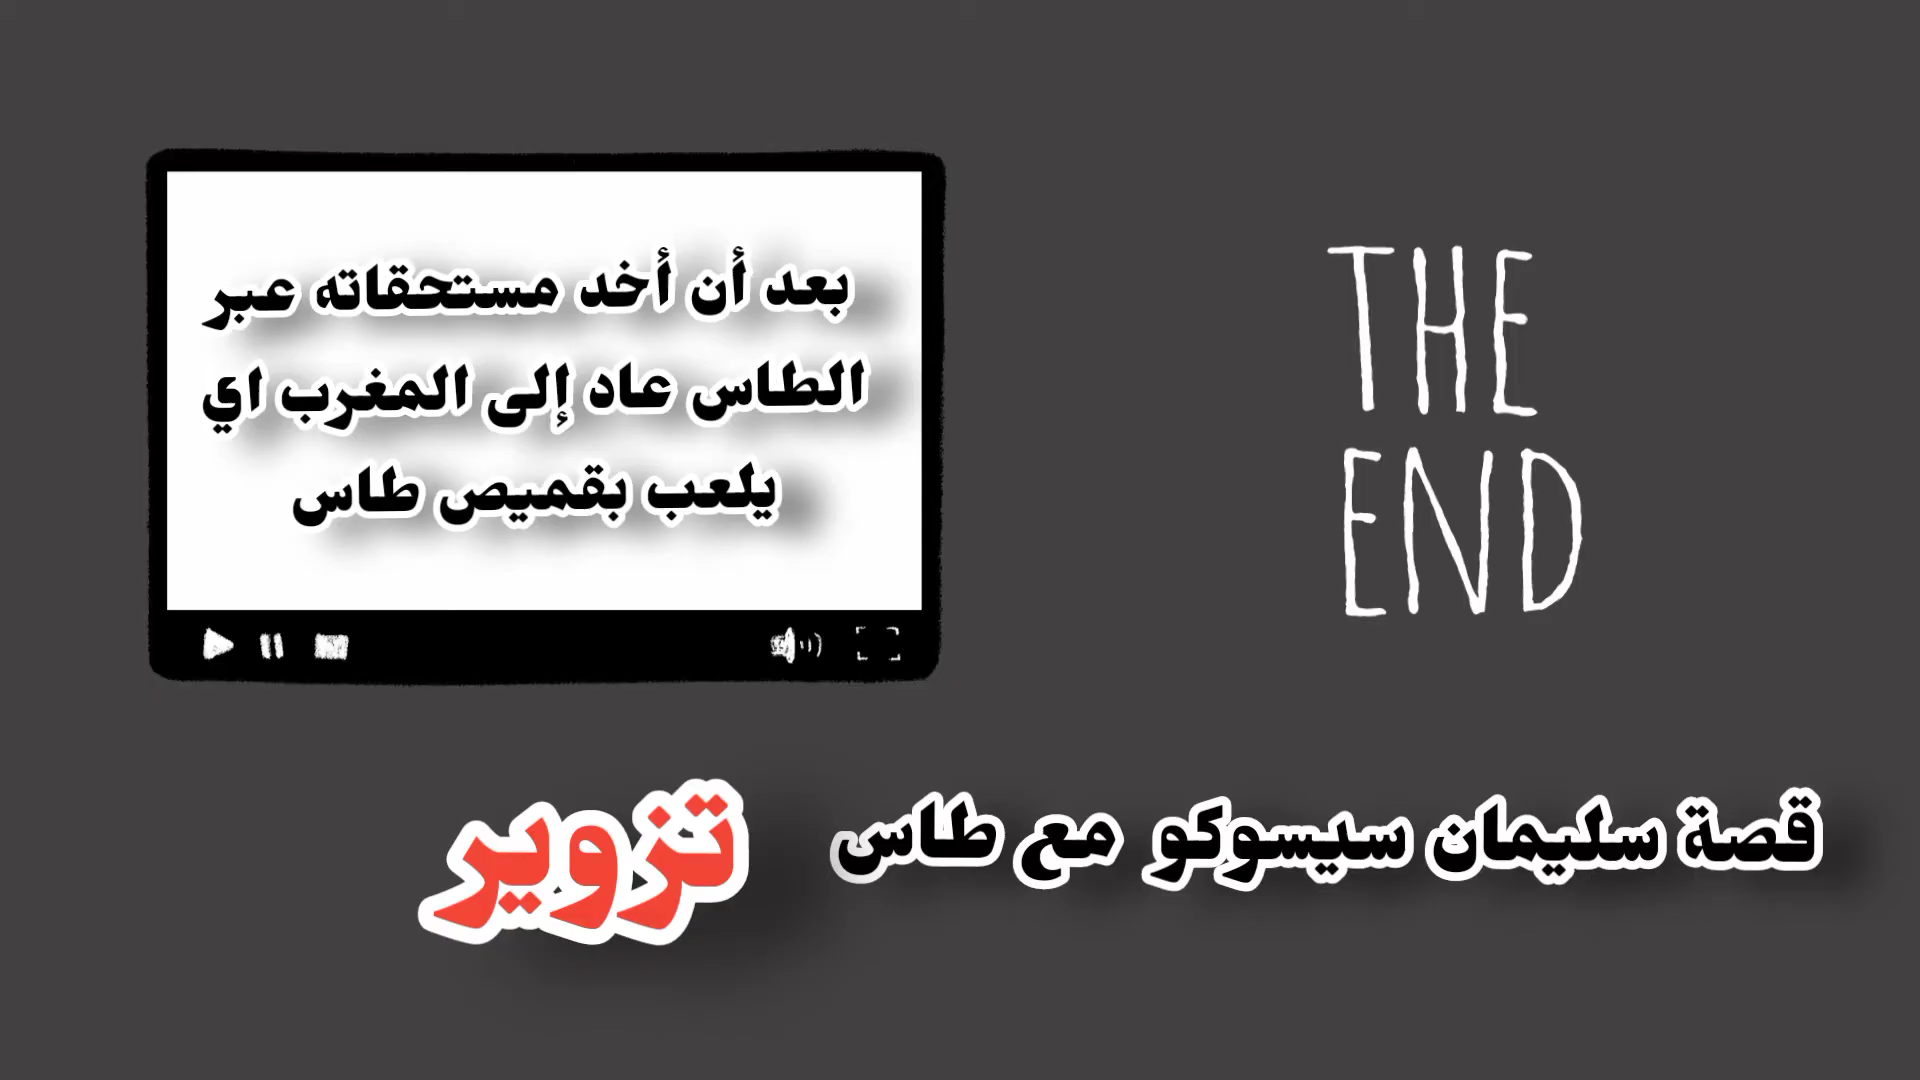 بعد أن أخد مستحقاته عبر
الطاس عاد إلى المغرب اي
يلعب بقميص طاس
THE
END
قصة سليمان سيسوكو مع طاس
تزوير